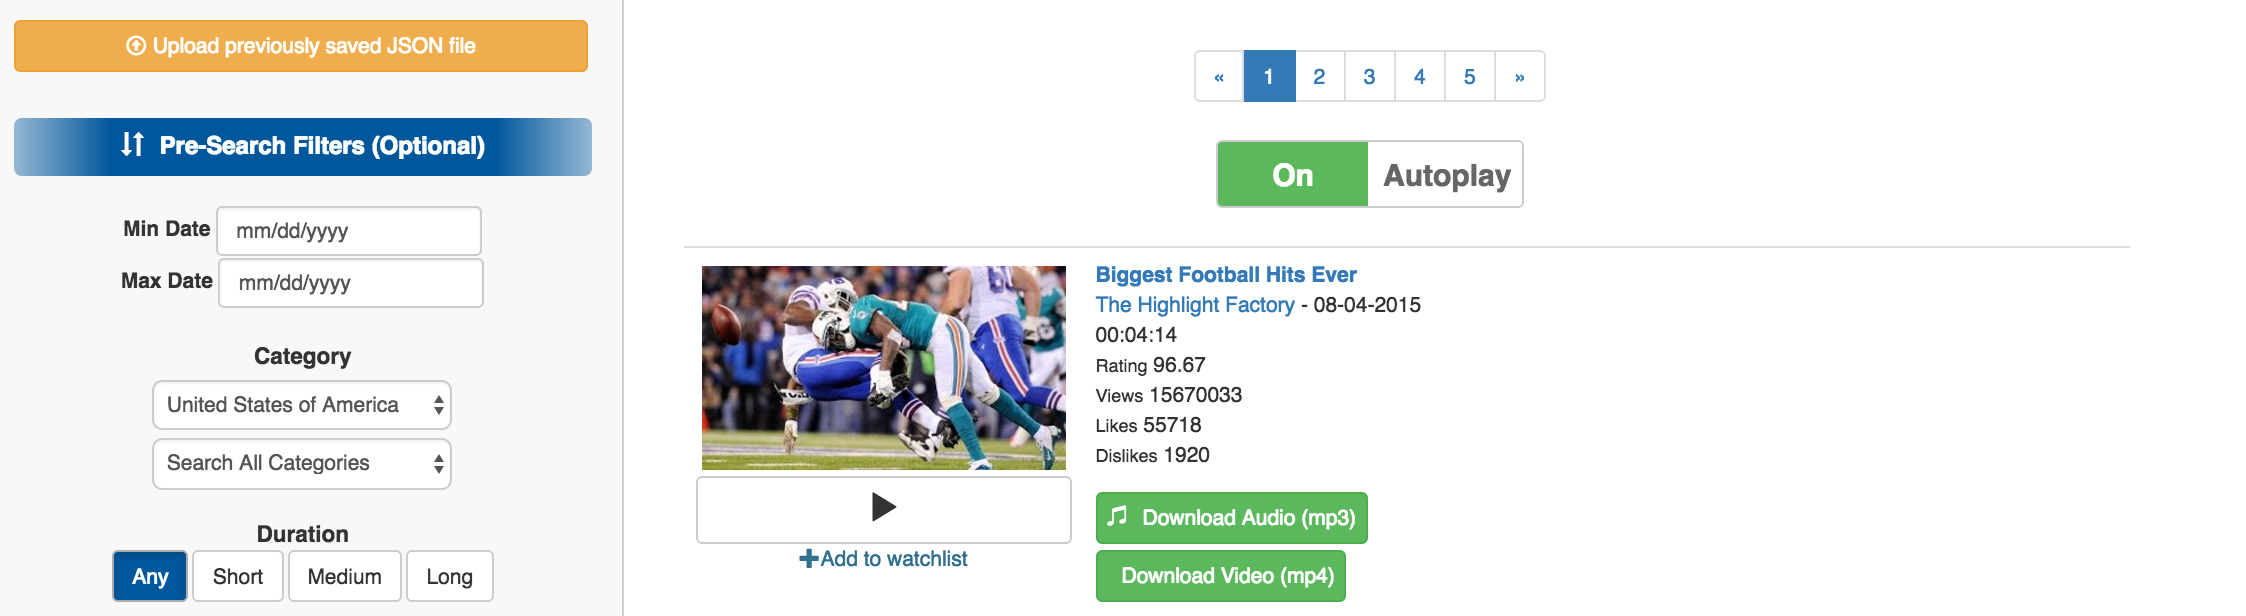 Upload previously saved JSON file
Pre-Search Filters (Optional)
Min Date mm/dd/yyyy
Max Date mm/dd/yyyy
Category
United States of America
Search All Categories
Duration
Any Short Medium Long
« 1 2 3 4 5 »
On Autoplay
Biggest Football Hits Ever
The Highlight Factory - 08-04-2015
00:04:14
Rating 96.67
Views 15670033
Likes 55718
Dislikes 1920
Add to watchlist
Download Audio (mp3)
Download Video (mp4)